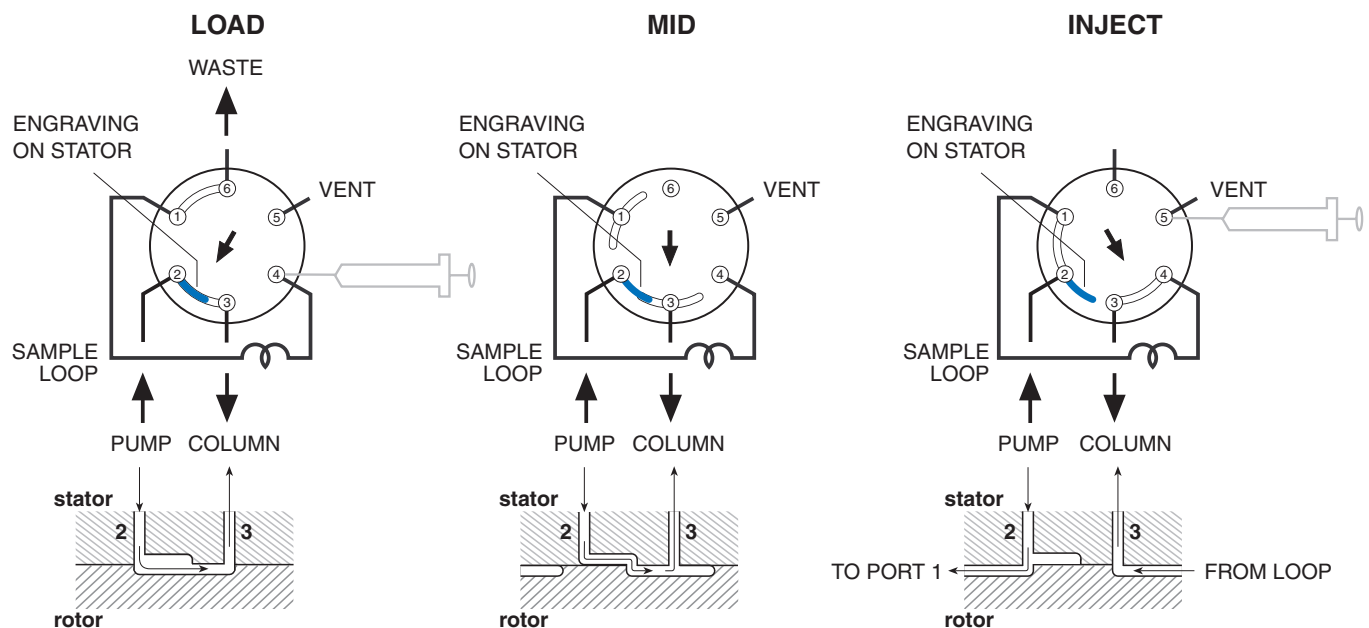 LOAD
WASTE
ENGRAVING
ON STATOR
VENT
6
1
5
2
4
3
SAMPLE
LOOP
PUMP
COLUMN
stator
2
3
rotor
MID
ENGRAVING
ON STATOR
VENT
6
1
5
2
4
3
SAMPLE
LOOP
PUMP
COLUMN
stator
2
3
rotor
INJECT
ENGRAVING
ON STATOR
VENT
6
1
5
2
4
3
SAMPLE
LOOP
PUMP
COLUMN
stator
2
3
TO PORT 1
FROM LOOP
rotor